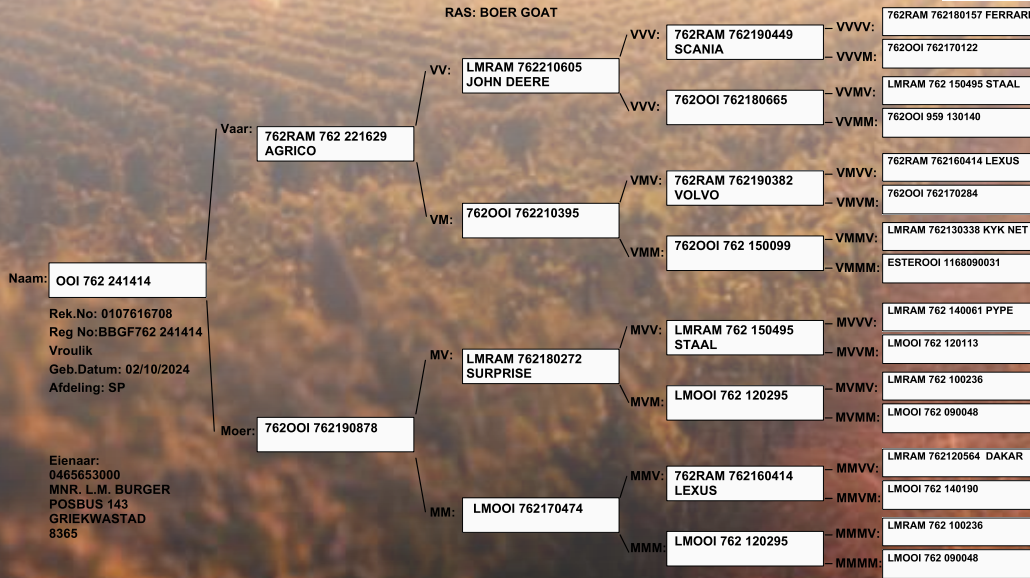 RAS: BOER GOAT
Naam:
OOI 762 241414
Rek.No: 0107616708
Reg No:BBGF762 241414
Vroulik
Geb.Datum: 02/10/2024
Afdeling: SP
Eienaar:
0465653000
MNR. L.M. BURGER
POSBUS 143
GRIEKWASTAD
8365
Vaar:
762RAM 762 221629
AGRICO
Moer:
762OOI 762190878
VV:
LMRAM 762210605
JOHN DEERE
VM:
762OOI 762210395
MV:
LMRAM 762180272
SURPRISE
MM:
LMOOI 762170474
VVV:
762RAM 762190449
SCANIA
VVV:
762OOI 762180665
VMV:
762RAM 762190382
VOLVO
VMM:
762OOI 762 150099
MVV:
LMRAM 762 150495
STAAL
MVM:
LMOOI 762 120295
MMV:
762RAM 762160414
LEXUS
MMM:
LMOOI 762 120295
VVVV:
762RAM 762180157 FERRARI
VVVM:
762OOI 762170122
VVMV:
LMRAM 762 150495 STAAL
VVMM:
762OOI 959 130140
VMVV:
762RAM 762160414 LEXUS
VMVM:
762OOI 762170284
VMMV:
LMRAM 762130338 KYK NET
VMMM:
ESTEROOI 1168090031
MVVV:
LMRAM 762 140061 PYPE
MVVM:
LMOOI 762 120113
MVMV:
LMRAM 762 100236
MVMM:
LMOOI 762 090048
MMVV:
LMRAM 762120564 DAKAR
MMVM:
LMOOI 762 140190
MMMV:
LMRAM 762 100236
MMMM:
LMOOI 762 090048